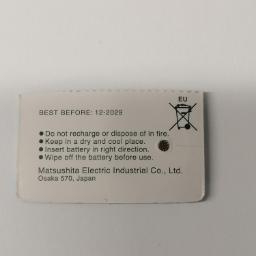 EU
BEST BEFORE: 12-2029
● Do not recharge or dispose of in fire.
● Keep in a dry and cool place.
● Insert battery in right direction.
● Wipe off the battery before use.
Matsushita Electric Industrial Co., Ltd.
Osaka 570, Japan